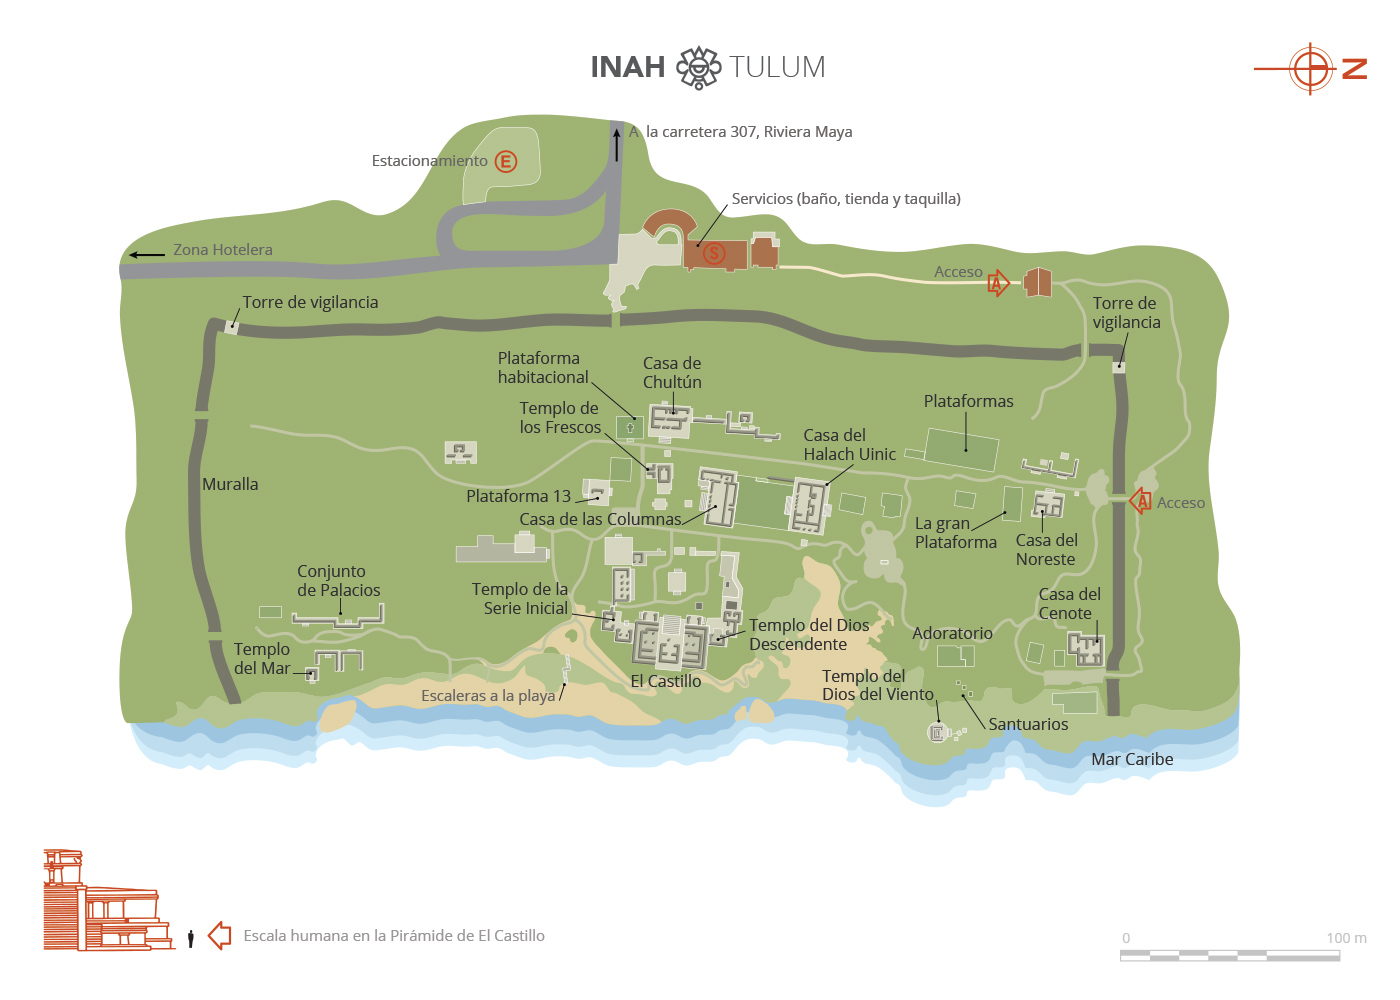 INAH TULUM
N
A la carretera 307, Riviera Maya
Estacionamiento E
Servicios (baño, tienda y taquilla)
S
Zona Hotelera
Acceso A
Torre de vigilancia
Torre de
vigilancia
Plataforma
habitacional
Casa de
Chultún
Templo de
los Frescos
Plataformas
Casa del
Halach Uinic
Muralla
Plataforma 13
Casa de las Columnas
A Acceso
La gran
Plataforma
Casa del
Noreste
Conjunto
de Palacios
Templo de la
Serie Inicial
Casa del
Cenote
Templo del Dios
Descendente
Adoratorio
Templo
del Mar
El Castillo
Templo del
Dios del Viento
Escaleras a la playa
Santuarios
Mar Caribe
Escala humana en la Pirámide de El Castillo
0 100 m